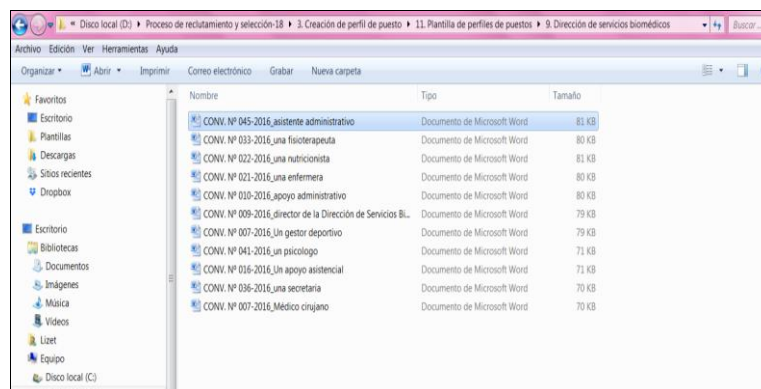 « Disco local (D:) ▸ Proceso de reclutamiento y selección-18 ▸ 3. Creación de perfil de puesto ▸ 11. Plantilla de perfiles de puestos ▸ 9. Dirección de servicios biomédicos
Buscar ...
Archivo Edición Ver Herramientas Ayuda
Organizar Abrir Imprimir Correo electrónico Grabar Nueva carpeta
Favoritos
Escritorio
Plantillas
Descargas
Sitios recientes
Dropbox
Escritorio
Bibliotecas
Documentos
Imágenes
Música
Vídeos
Lizet
Equipo
Disco local (C:)
Nombre Tipo Tamaño
CONV. Nº 045-2016_asistente administrativo Documento de Microsoft Word 81 KB
CONV. Nº 033-2016_una fisioterapeuta Documento de Microsoft Word 80 KB
CONV. Nº 022-2016_una nutricionista Documento de Microsoft Word 81 KB
CONV. Nº 021-2016_una enfermera Documento de Microsoft Word 80 KB
CONV. Nº 010-2016_apoyo administrativo Documento de Microsoft Word 80 KB
CONV. Nº 009-2016_director de la Dirección de Servicios Bi... Documento de Microsoft Word 79 KB
CONV. Nº 007-2016_Un gestor deportivo Documento de Microsoft Word 79 KB
CONV. Nº 041-2016_un psicologo Documento de Microsoft Word 71 KB
CONV. Nº 016-2016_Un apoyo asistencial Documento de Microsoft Word 71 KB
CONV. Nº 036-2016_una secretaria Documento de Microsoft Word 70 KB
CONV. Nº 007-2016_Médico cirujano Documento de Microsoft Word 70 KB